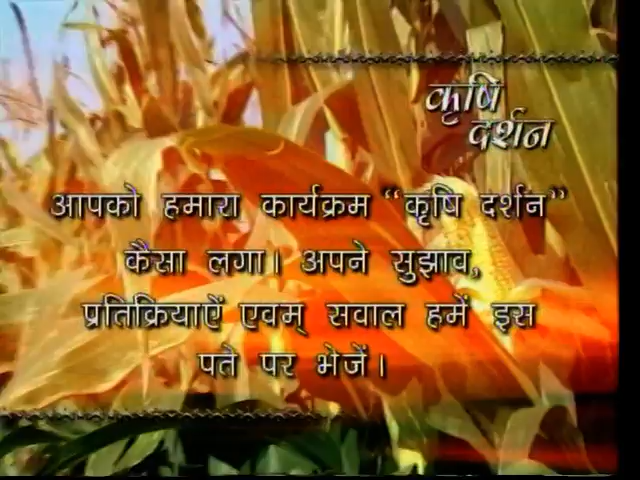 कृषि
दर्शन
आपको हमारा कार्यक्रम “कृषि दर्शन”
कैसा लगा। अपने सुझाव,
प्रतिक्रियाऐं एवम् सवाल हमें इस
पते पर भेजें।